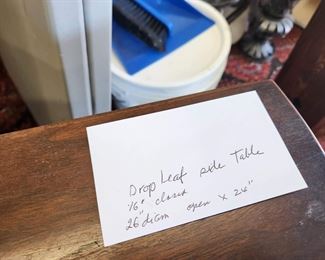 Drop Leaf side Table
16" closed
26" diam open x 24"